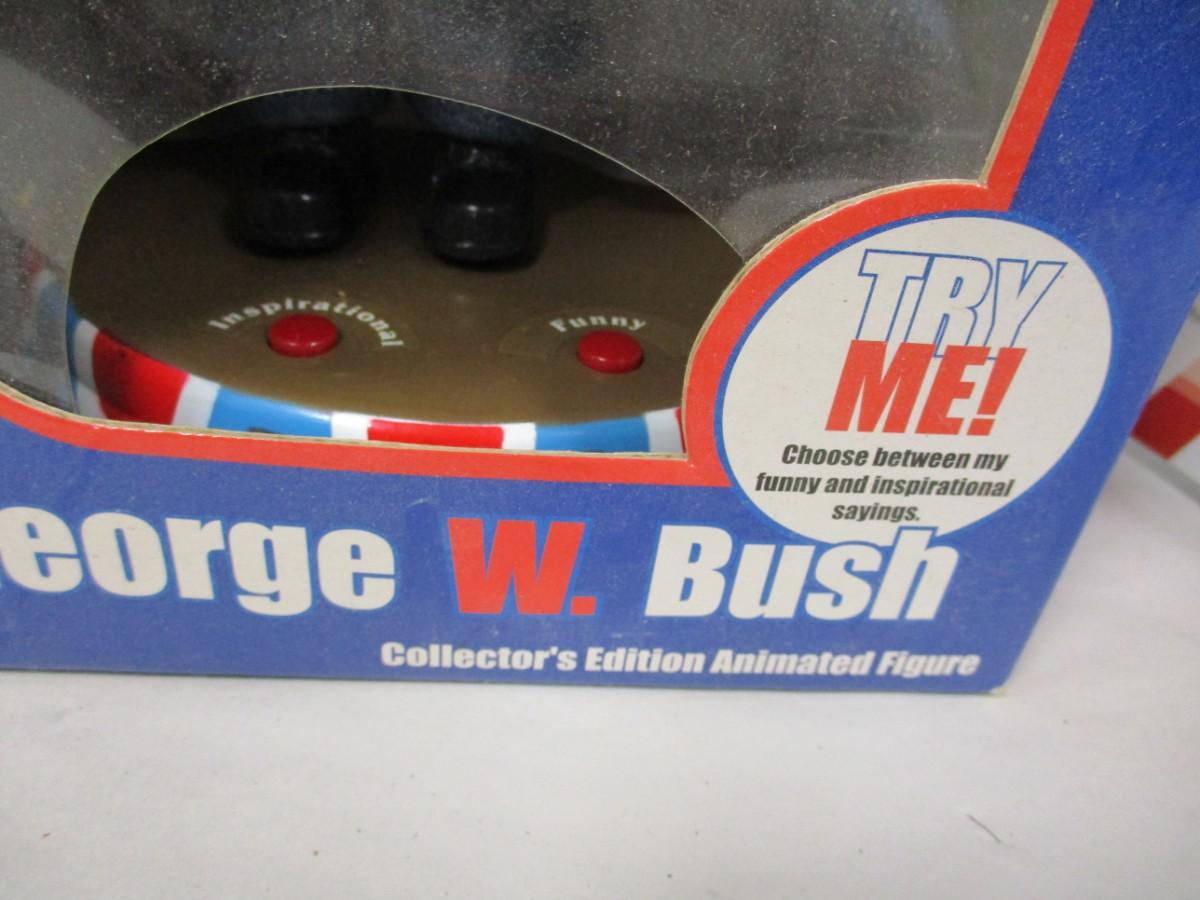 Inspirational
Funny
TRY
ME!
Choose between my
funny and inspirational
sayings.
eorge W. Bush
Collector's Edition Animated Figure